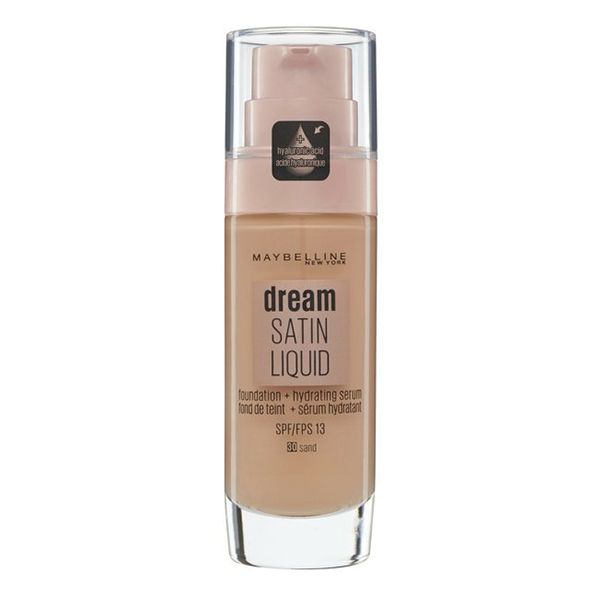 hyaluronic acid
acide hyaluronique
MAYBELLINE
NEW YORK
dream
SATIN
LIQUID
foundation + hydrating serum
fond de teint + sérum hydratant
SPF/FPS 13
30 sand